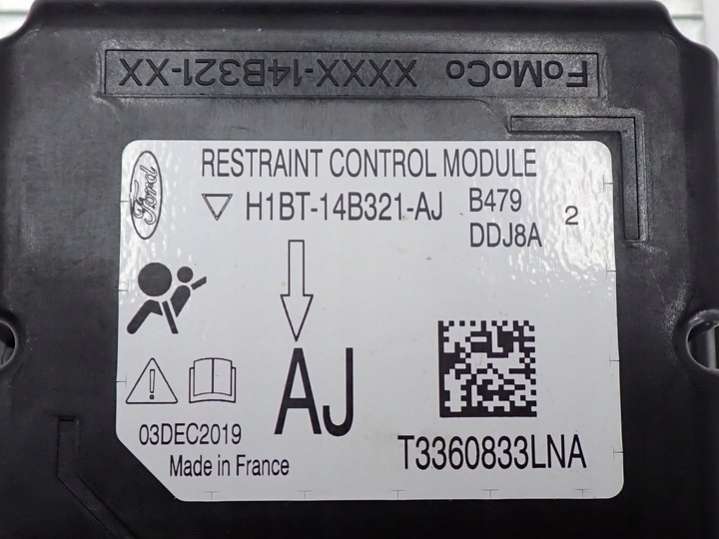 FoMoCo XXXX-14B321-XX
Ford
RESTRAINT CONTROL MODULE
H1BT-14B321-AJ B479 2
DDJ8A
AJ
03DEC2019
Made in France
T3360833LNA